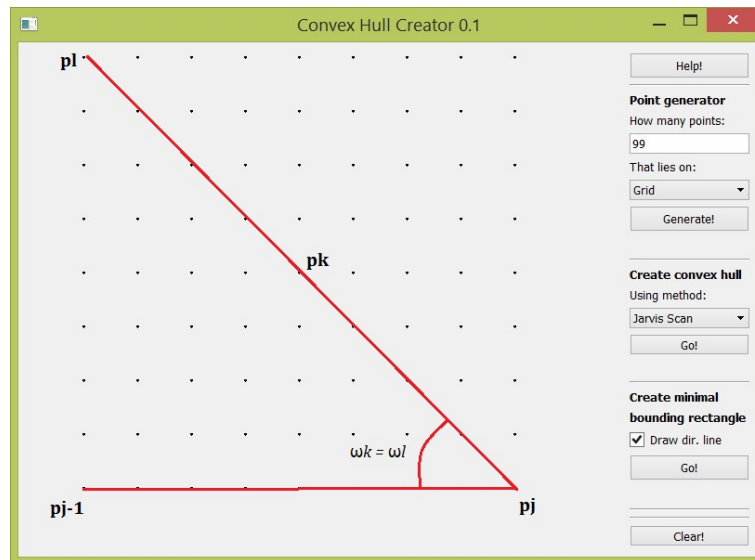 Convex Hull Creator 0.1
pl
pk
ωk = ωl
pj-1
pj
Help!
Point generator
How many points:
99
That lies on:
Grid
Generate!
Create convex hull
Using method:
Jarvis Scan
Go!
Create minimal
bounding rectangle
Draw dir. line
Go!
Clear!